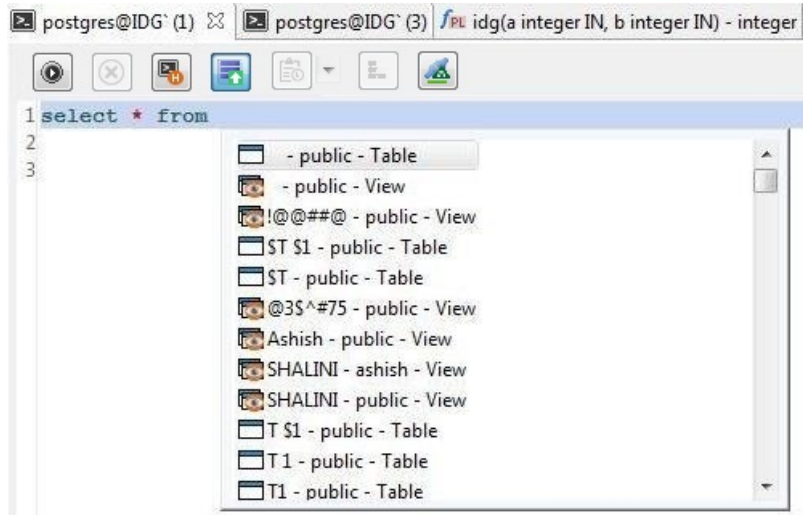 postgres@IDG` (1) postgres@IDG` (3) PL idg(a integer IN, b integer IN) - integer
1 select * from
2
3
- public - Table
- public - View
!@@##@ - public - View
$T $1 - public - Table
$T - public - Table
@3$^#75 - public - View
Ashish - public - View
SHALINI - ashish - View
SHALINI - public - View
T $1 - public - Table
T 1 - public - Table
T1 - public - Table